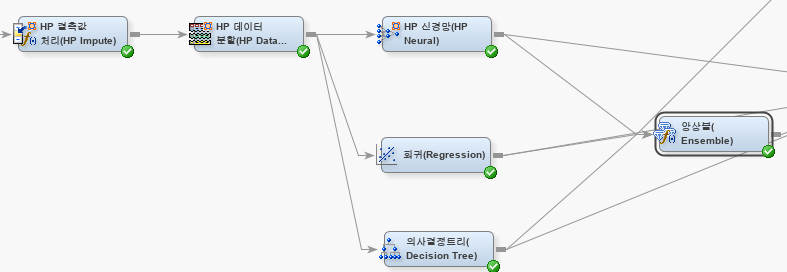 HP 결측값
처리(HP Impute)
HP 데이터
분할(HP Data...
HP 신경망(HP
Neural)
앙상블(
Ensemble)
회귀(Regression)
의사결정트리(
Decision Tree)